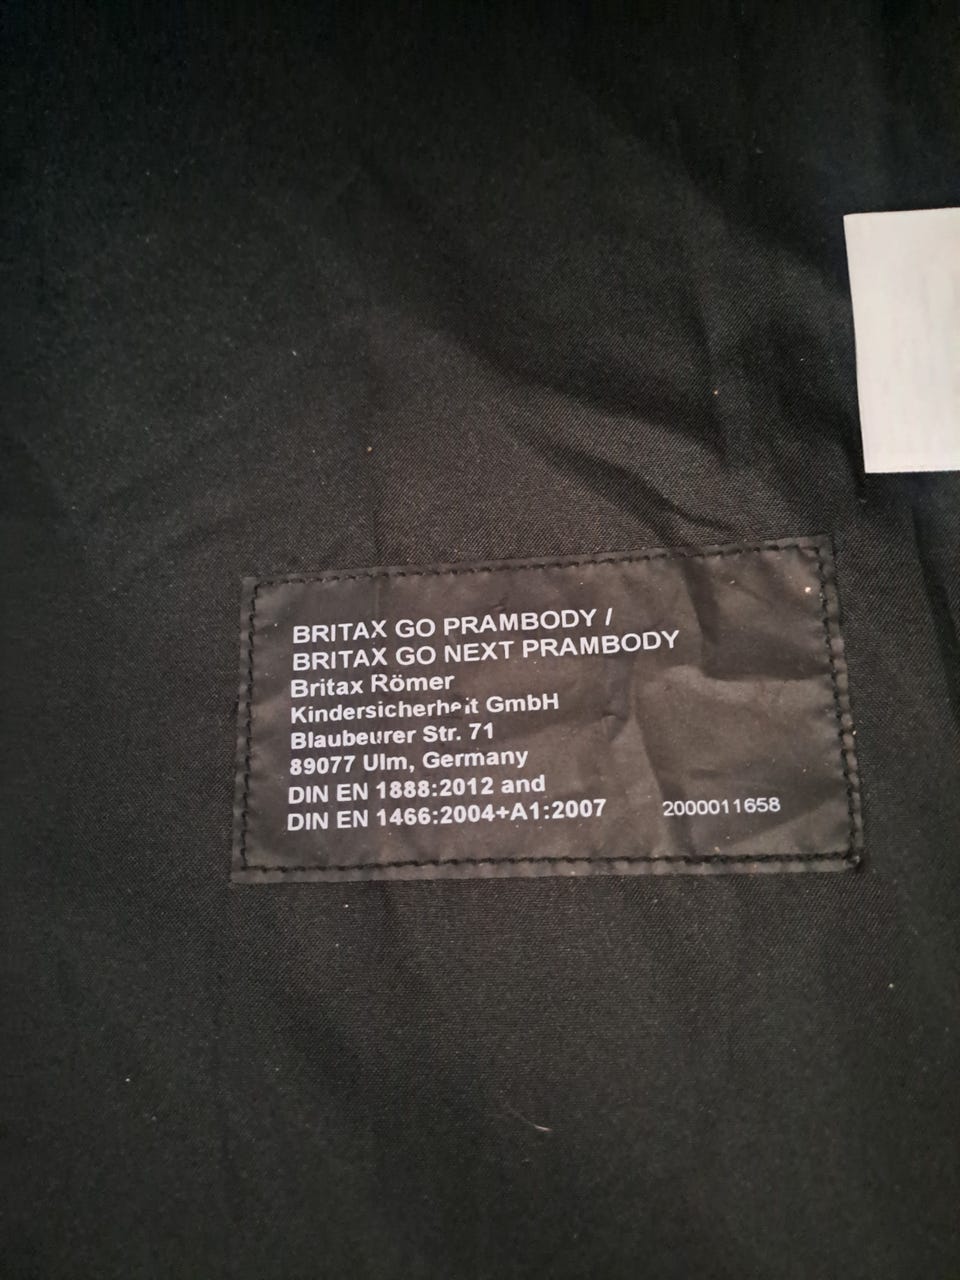 BRITAX GO PRAMBODY /
BRITAX GO NEXT PRAMBODY
Britax Römer
Kindersicherheit GmbH
Blaubeurer Str. 71
89077 Ulm, Germany
DIN EN 1888:2012 and
DIN EN 1466:2004+A1:2007 2000011658